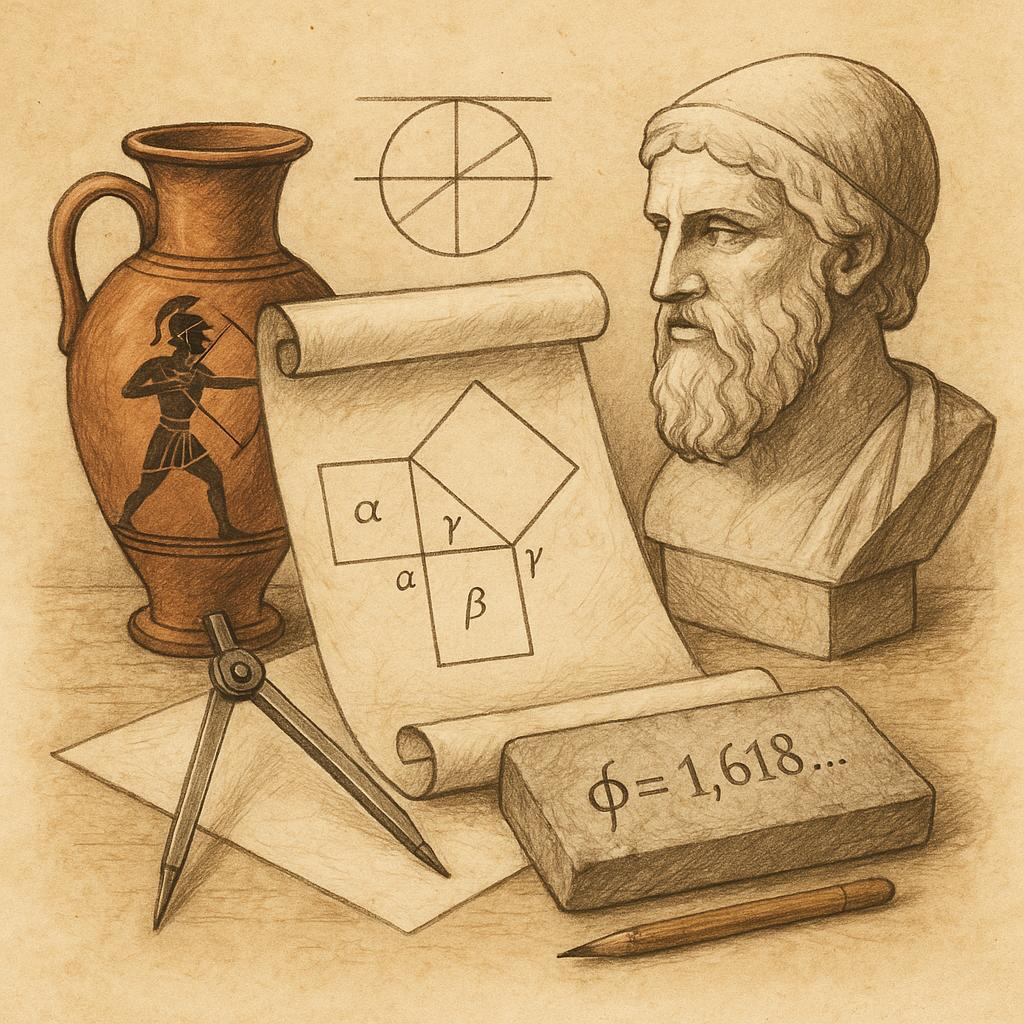 α
γ
α
γ
β
ϕ = 1,618...